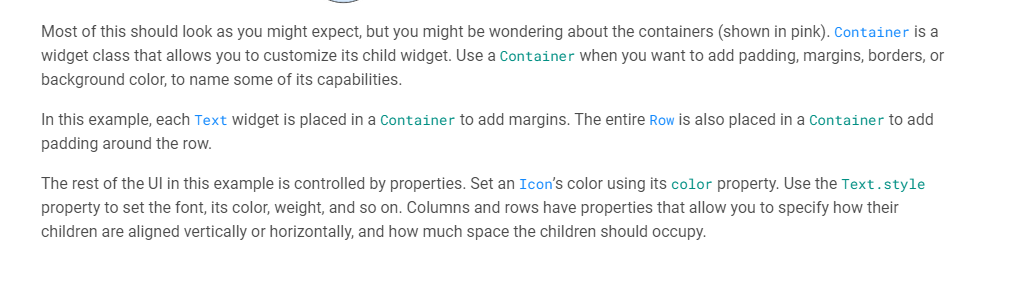 Most of this should look as you might expect, but you might be wondering about the containers (shown in pink). Container is a
widget class that allows you to customize its child widget. Use a Container when you want to add padding, margins, borders, or
background color, to name some of its capabilities.
In this example, each Text widget is placed in a Container to add margins. The entire Row is also placed in a Container to add
padding around the row.
The rest of the UI in this example is controlled by properties. Set an Icon’s color using its color property. Use the Text.style
property to set the font, its color, weight, and so on. Columns and rows have properties that allow you to specify how their
children are aligned vertically or horizontally, and how much space the children should occupy.